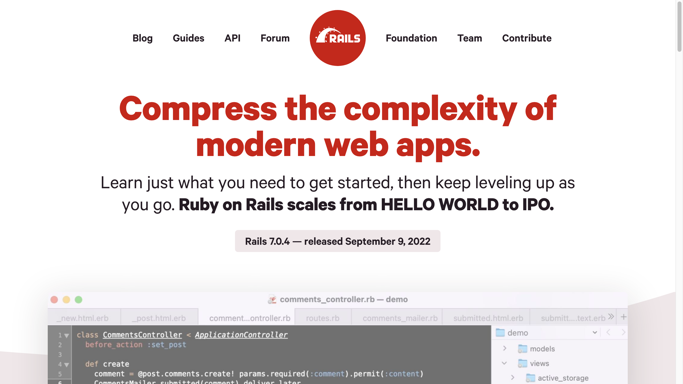 Blog Guides API Forum RAILS Foundation Team Contribute
Compress the complexity of
modern web apps.
Learn just what you need to get started, then keep leveling up as
you go. Ruby on Rails scales from HELLO WORLD to IPO.
Rails 7.0.4 — released September 9, 2022
comments_controller.rb — demo
_new.html.erb _post.html.erb comment...ontroller.rb routes.rb comments_mailer.rb submitted.html.erb submitt...text.erb
1 class CommentsController < ApplicationController
2 before_action :set_post
3
4 def create
5 comment = @post.comments.create! params.required(:comment).permit(:content)
6 CommentsMailer.submitted(comment).deliver_later
demo
models
views
active_storage